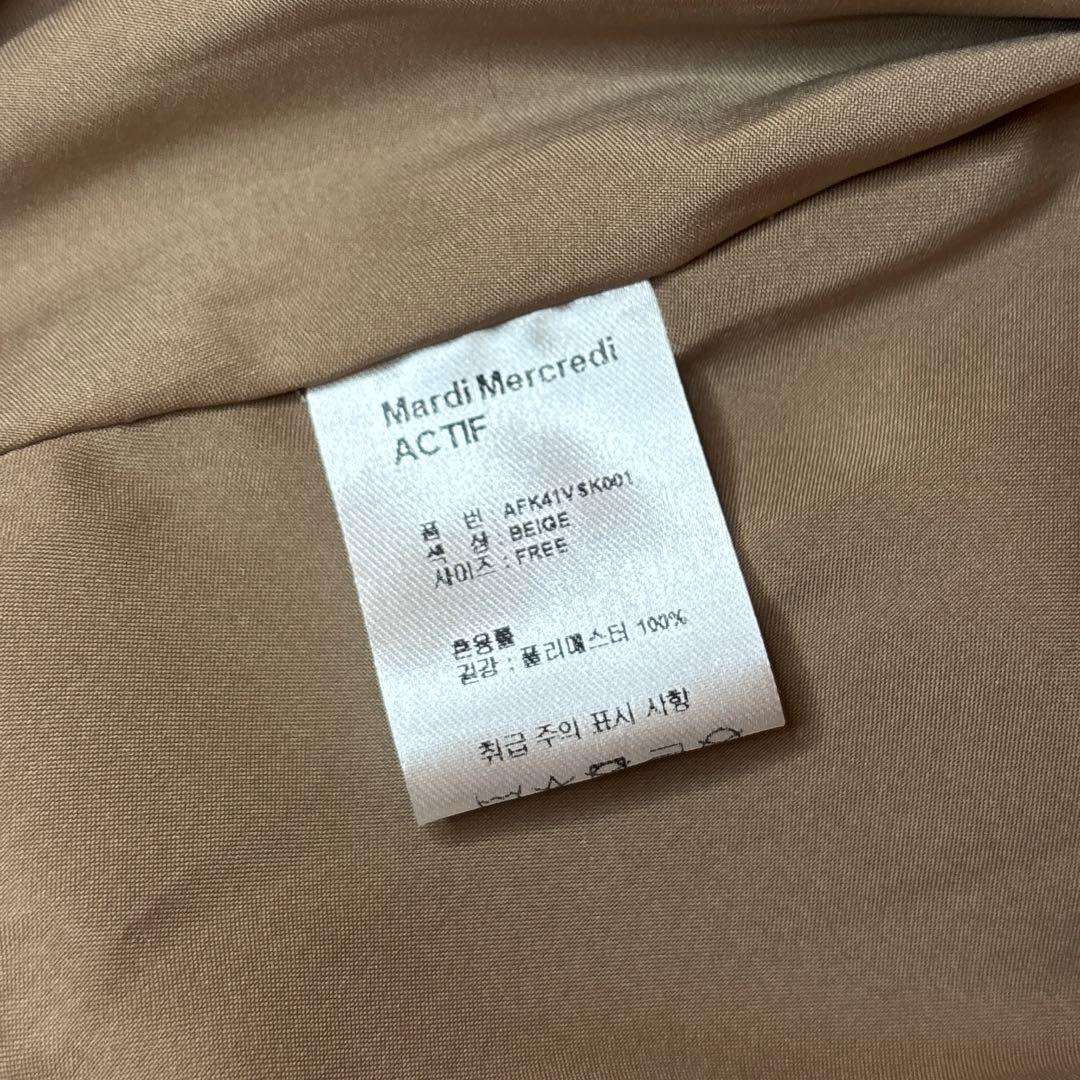 Mardi Mercredi
ACTIF
품 번 : AFK41VSK001
색 상 : BEIGE
사이즈 : FREE
혼용률
겉감 : 폴리에스터 100%
취급 주의 표시 사항